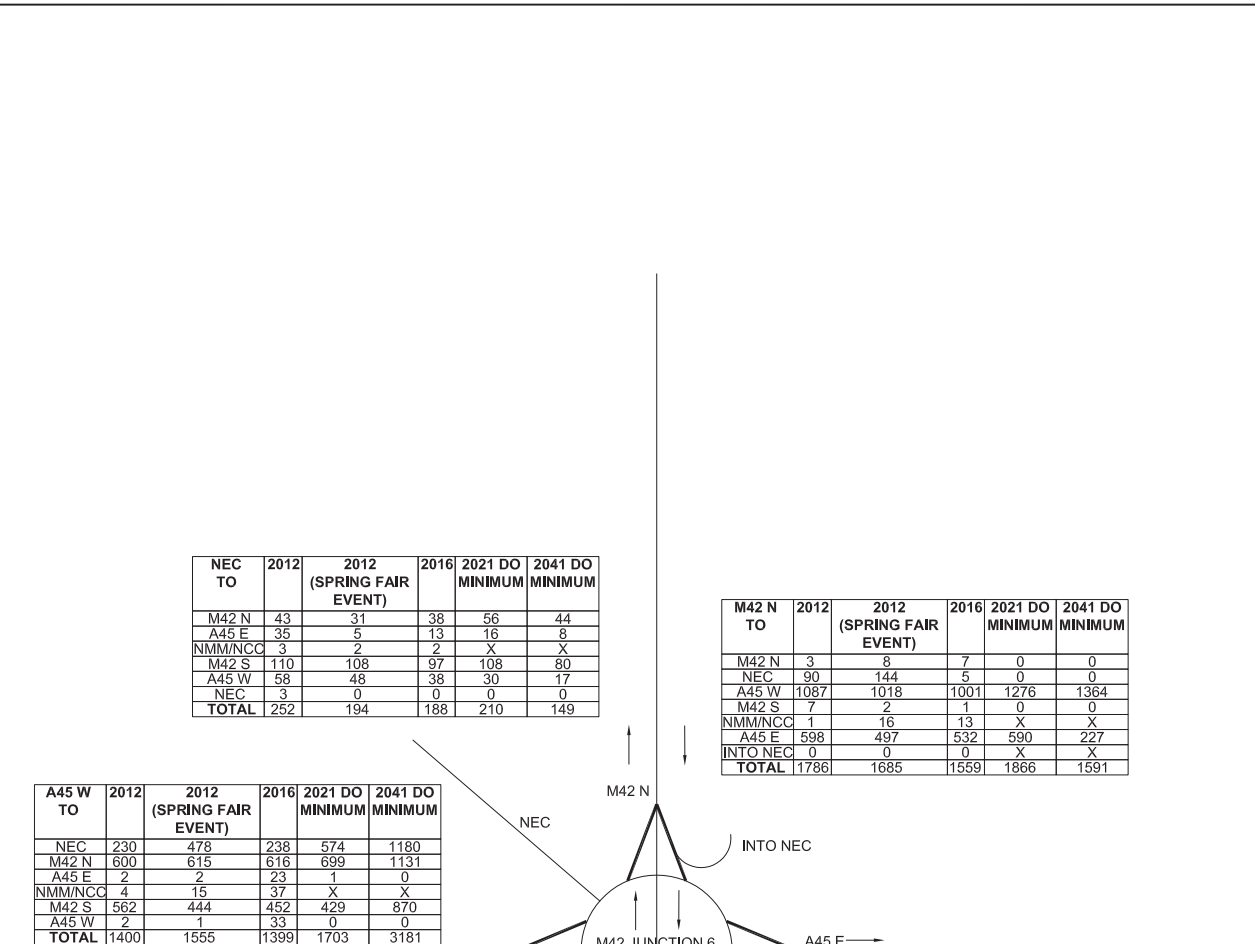 NEC TO 2012 2012 (SPRING FAIR EVENT) 2016 2021 DO MINIMUM 2041 DO MINIMUM
M42 N 43 31 38 56 44
A45 E 35 5 13 16 8
NMM/NCC 3 2 2 X X
M42 S 110 108 97 108 80
A45 W 58 48 38 30 17
NEC 3 0 0 0 0
TOTAL 252 194 188 210 149
M42 N TO 2012 2012 (SPRING FAIR EVENT) 2016 2021 DO MINIMUM 2041 DO MINIMUM
M42 N 3 8 7 0 0
NEC 90 144 5 0 0
A45 W 1087 1018 1001 1276 1364
M42 S 7 2 1 0 0
NMM/NCC 1 16 13 X X
A45 E 598 497 532 590 227
INTO NEC 0 0 0 X X
TOTAL 1786 1685 1559 1866 1591
A45 W TO 2012 2012 (SPRING FAIR EVENT) 2016 2021 DO MINIMUM 2041 DO MINIMUM
NEC 230 478 238 574 1180
M42 N 600 615 616 699 1131
A45 E 2 2 23 1 0
NMM/NCC 4 15 37 X X
M42 S 562 444 452 429 870
A45 W 2 1 33 0 0
TOTAL 1400 1555 1399 1703 3181
M42 N
NEC
INTO NEC
M42 JUNCTION 6
A45 E